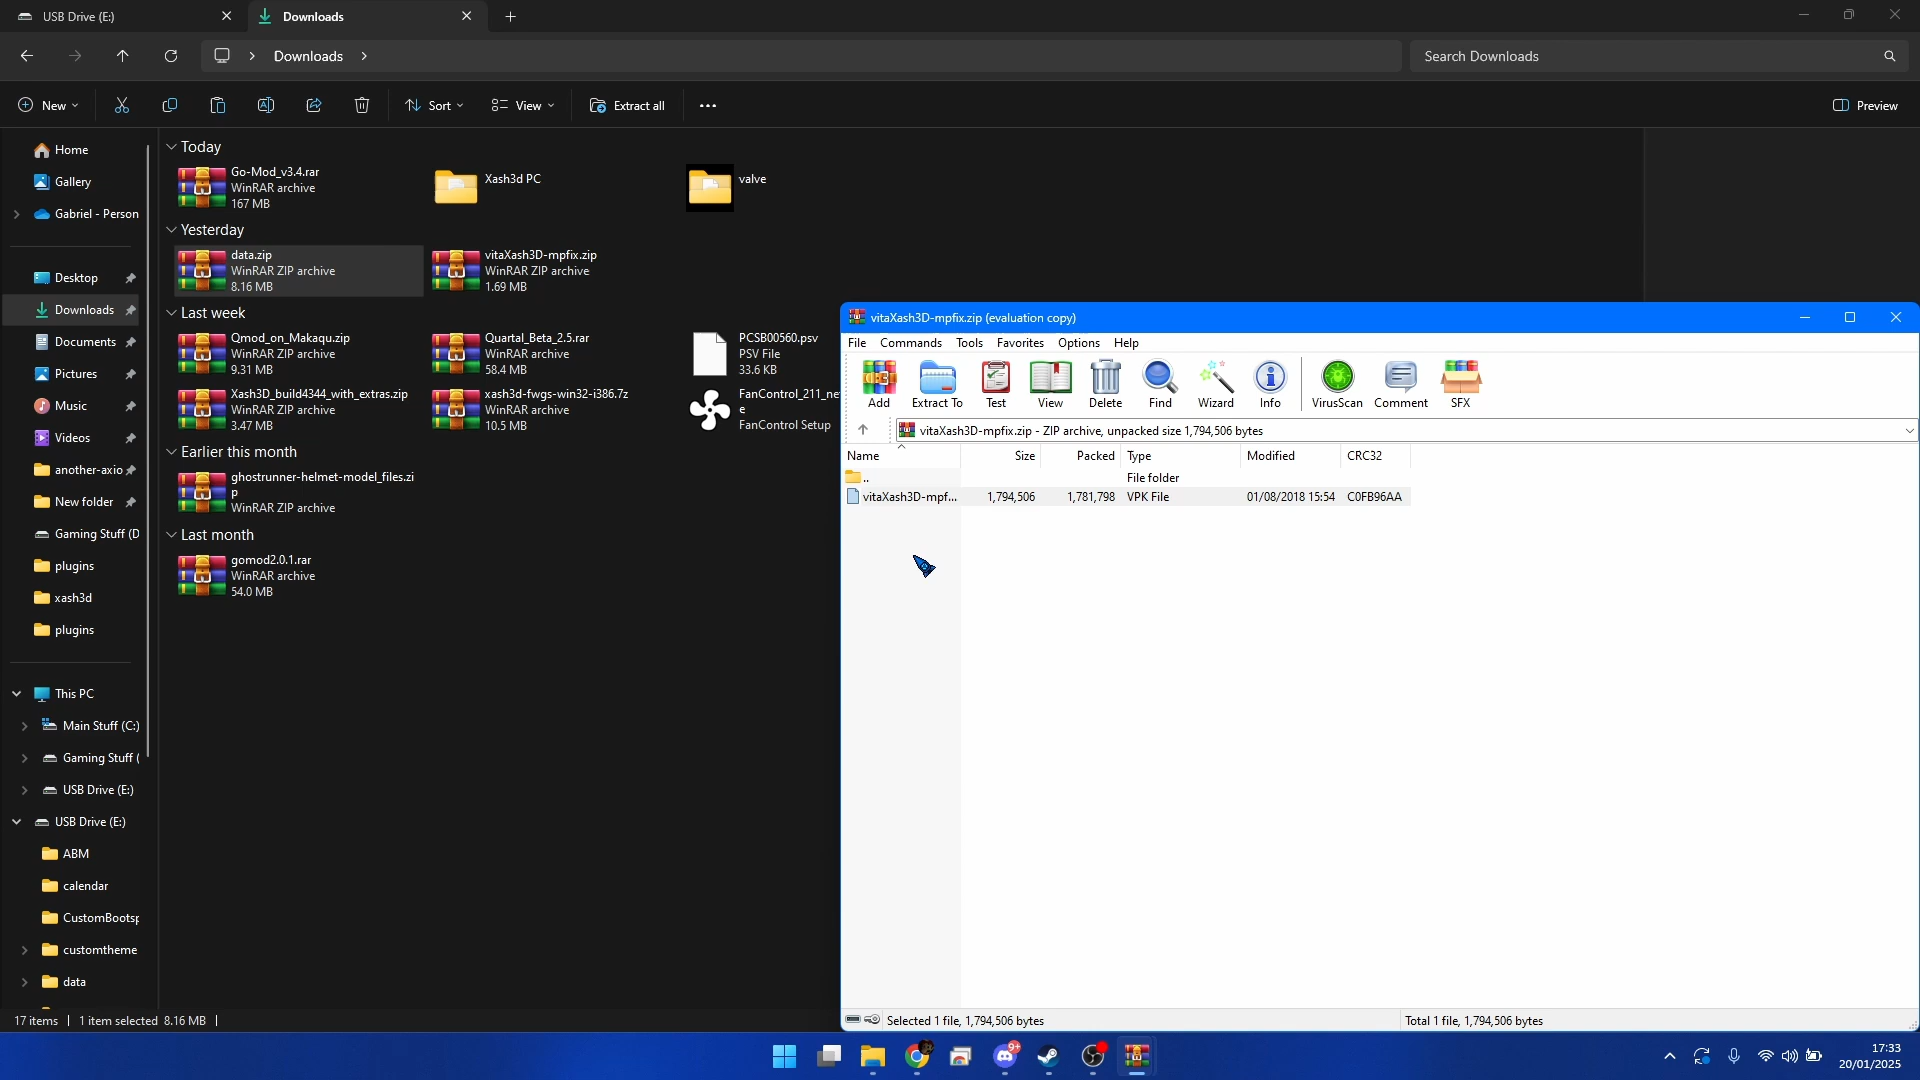 USB Drive (E:)
Downloads
Downloads
Search Downloads
New
Sort
View
Extract all
Preview
Home
Gallery
Gabriel - Person
Desktop
Downloads
Documents
Pictures
Music
Videos
another-axio
New folder
Gaming Stuff (D
plugins
xash3d
plugins
This PC
Main Stuff (C:)
Gaming Stuff (
USB Drive (E:)
USB Drive (E:)
ABM
calendar
CustomBootsp
customtheme
data
Today
Go-Mod_v3.4.rar
WinRAR archive
167 MB
Xash3d PC
valve
Yesterday
data.zip
WinRAR ZIP archive
8.16 MB
vitaXash3D-mpfix.zip
WinRAR ZIP archive
1.69 MB
Last week
Qmod_on_Makaqu.zip
WinRAR ZIP archive
9.31 MB
Quartal_Beta_2.5.rar
WinRAR archive
58.4 MB
PCSB00560.psv
PSV File
33.6 KB
Xash3D_build4344_with_extras.zip
WinRAR ZIP archive
3.47 MB
xash3d-fwgs-win32-i386.7z
WinRAR archive
10.5 MB
FanControl_211_ne
e
FanControl Setup
Earlier this month
ghostrunner-helmet-model_files.zi
p
WinRAR ZIP archive
Last month
gomod2.0.1.rar
WinRAR archive
54.0 MB
17 items
1 item selected 8.16 MB
vitaXash3D-mpfix.zip (evaluation copy)
File Commands Tools Favorites Options Help
Add
Extract To
Test
View
Delete
Find
Wizard
Info
VirusScan
Comment
SFX
vitaXash3D-mpfix.zip - ZIP archive, unpacked size 1,794,506 bytes
Name Size Packed Type Modified CRC32
.. File folder
vitaXash3D-mpf... 1,794,506 1,781,798 VPK File 01/08/2018 15:54 C0FB96AA
Selected 1 file, 1,794,506 bytes
Total 1 file, 1,794,506 bytes
9+
17:33
20/01/2025